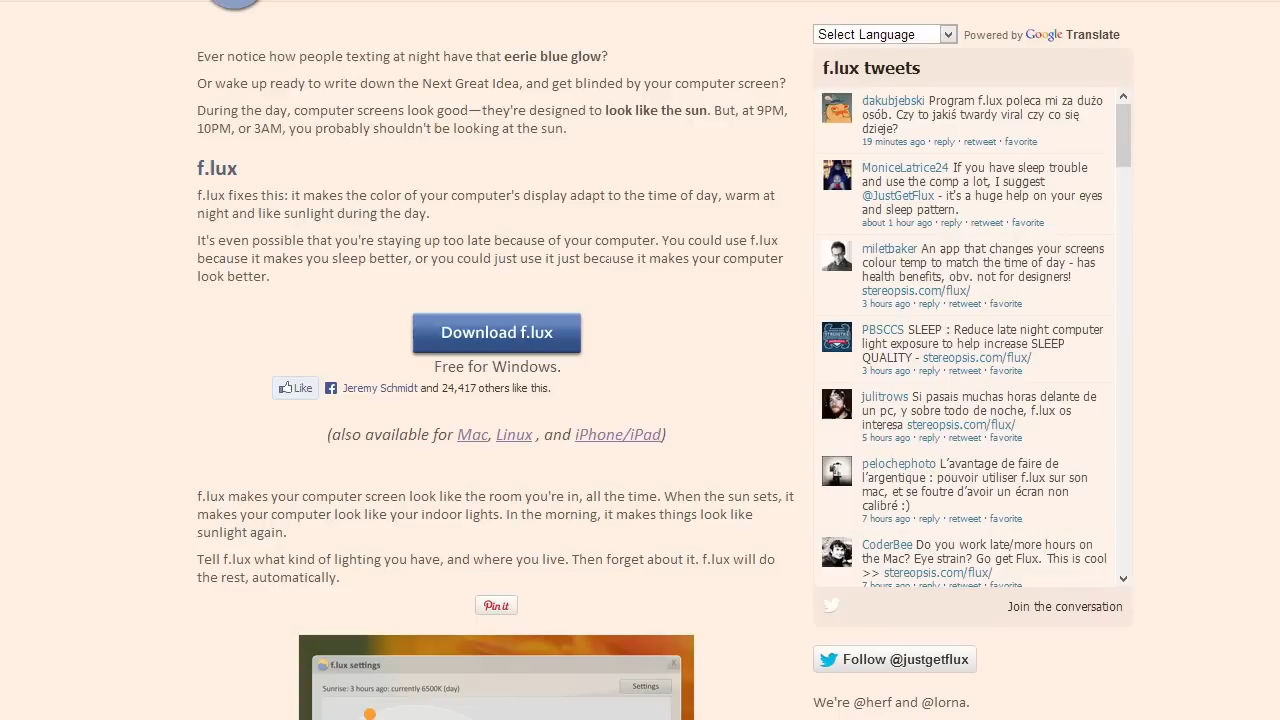 Ever notice how people texting at night have that eerie blue glow?
Or wake up ready to write down the Next Great Idea, and get blinded by your computer screen?
During the day, computer screens look good—they're designed to look like the sun. But, at 9PM,
10PM, or 3AM, you probably shouldn't be looking at the sun.
f.lux
f.lux fixes this: it makes the color of your computer's display adapt to the time of day, warm at
night and like sunlight during the day.
It's even possible that you're staying up too late because of your computer. You could use f.lux
because it makes you sleep better, or you could just use it just because it makes your computer
look better.
Download f.lux
Free for Windows.
Like
Jeremy Schmidt and 24,417 others like this.
(also available for Mac, Linux , and iPhone/iPad)
f.lux makes your computer screen look like the room you're in, all the time. When the sun sets, it
makes your computer look like your indoor lights. In the morning, it makes things look like
sunlight again.
Tell f.lux what kind of lighting you have, and where you live. Then forget about it. f.lux will do
the rest, automatically.
Pin it
f.lux settings
Sunrise: 3 hours ago: currently 6500K (day)
Settings
Select Language
Powered by Google Translate
f.lux tweets
dakubjebski Program f.lux poleca mi za dużo
osób. Czy to jakiś twardy viral czy co się
dzieje?
19 minutes ago · reply · retweet · favorite
MoniceLatrice24 If you have sleep trouble
and use the comp a lot, I suggest
@JustGetFlux - it's a huge help on your eyes
and sleep pattern.
about 1 hour ago · reply · retweet · favorite
miletbaker An app that changes your screens
colour temp to match the time of day - has
health benefits, obv. not for designers!
stereopsis.com/flux/
3 hours ago · reply · retweet · favorite
PBSCCS SLEEP : Reduce late night computer
light exposure to help increase SLEEP
QUALITY - stereopsis.com/flux/
3 hours ago · reply · retweet · favorite
julitrows Si pasais muchas horas delante de
un pc, y sobre todo de noche, f.lux os
interesa stereopsis.com/flux/
5 hours ago · reply · retweet · favorite
pelochephoto L’avantage de faire de
l’argentique : pouvoir utiliser f.lux sur son
mac, et se foutre d’avoir un écran non
calibré :)
7 hours ago · reply · retweet · favorite
CoderBee Do you work late/more hours on
the Mac? Eye strain? Go get Flux. This is cool
>> stereopsis.com/flux/
7 hours ago · reply · retweet · favorite
Join the conversation
Follow @justgetflux
We're @herf and @lorna.